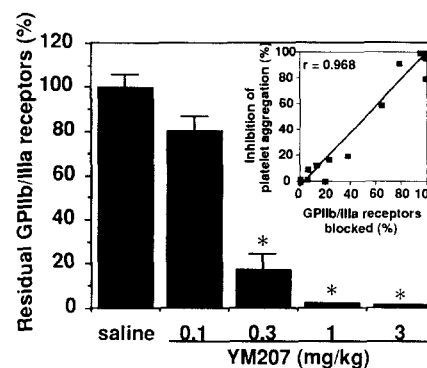 Residual GPIIb/IIIa receptors (%)
120
100
80
60
40
20
0
*
*
*
saline
0.1
0.3
1
3
YM207 (mg/kg)
Inhibition of
platelet aggregation (%)
100
80
60
40
20
0
r = 0.968
0 20 40 60 80 100
GPIIb/IIIa receptors
blocked (%)